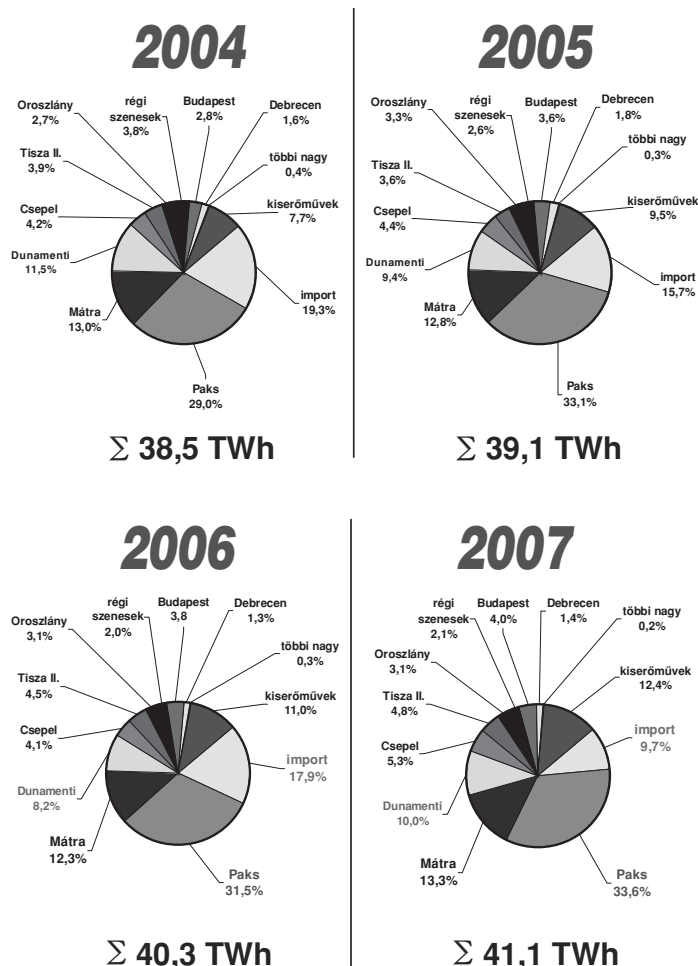 2004
Oroszlány
2,7%
régi
szenesek
3,8%
Budapest
2,8%
Debrecen
1,6%
Tisza II.
3,9%
többi nagy
0,4%
Csepel
4,2%
kiserőművek
7,7%
Dunamenti
11,5%
import
19,3%
Mátra
13,0%
Paks
29,0%
∑ 38,5 TWh
2005
Oroszlány
3,3%
régi
szenesek
2,6%
Budapest
3,6%
Debrecen
1,8%
többi nagy
0,3%
Tisza II.
3,6%
Csepel
4,4%
kiserőművek
9,5%
Dunamenti
9,4%
import
15,7%
Mátra
12,8%
Paks
33,1%
∑ 39,1 TWh
2006
Oroszlány
3,1%
régi
szenesek
2,0%
Budapest
3,8
Debrecen
1,3%
többi nagy
0,3%
Tisza II.
4,5%
kiserőművek
11,0%
Csepel
4,1%
import
17,9%
Dunamenti
8,2%
Mátra
12,3%
Paks
31,5%
∑ 40,3 TWh
2007
régi
szenesek
2,1%
Budapest
4,0%
Debrecen
1,4%
többi nagy
0,2%
Oroszlány
3,1%
kiserőművek
12,4%
Tisza II.
4,8%
import
9,7%
Csepel
5,3%
Dunamenti
10,0%
Mátra
13,3%
Paks
33,6%
∑ 41,1 TWh